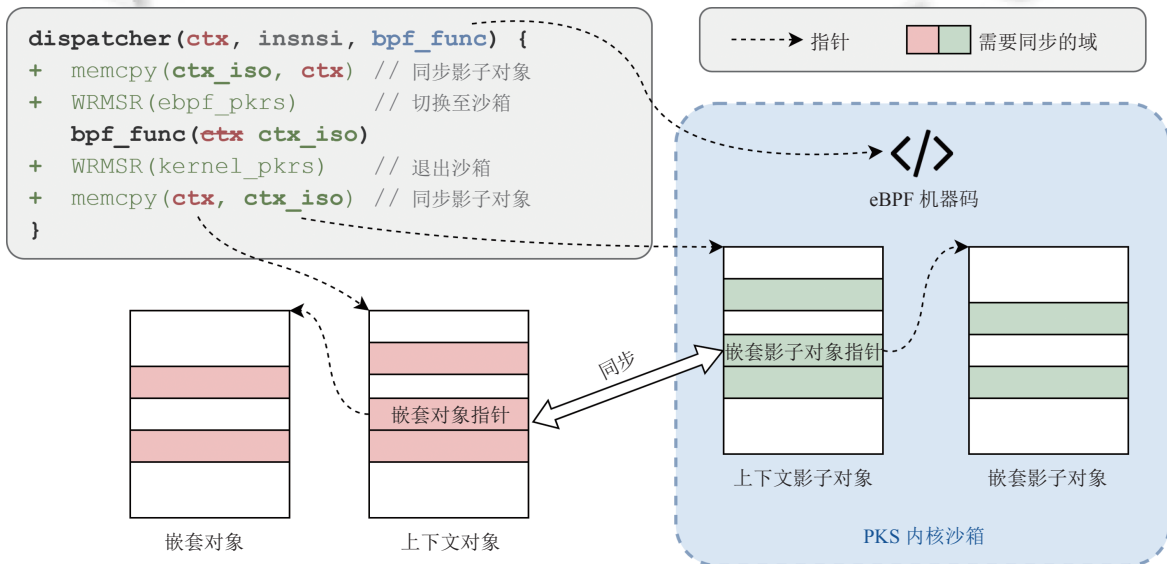 dispatcher(ctx, insnsi, bpf_func) {
+ memcpy(ctx_iso, ctx) // 同步影子对象
+ WRMSR(ebpf_pkrs) // 切换至沙箱
bpf_func(ctx ctx_iso)
+ WRMSR(kernel_pkrs) // 退出沙箱
+ memcpy(ctx, ctx_iso) // 同步影子对象
}
指针
需要同步的域
</>
eBPF 机器码
嵌套影子对象指针
同步
嵌套对象指针
上下文影子对象
嵌套影子对象
嵌套对象
上下文对象
PKS 内核沙箱